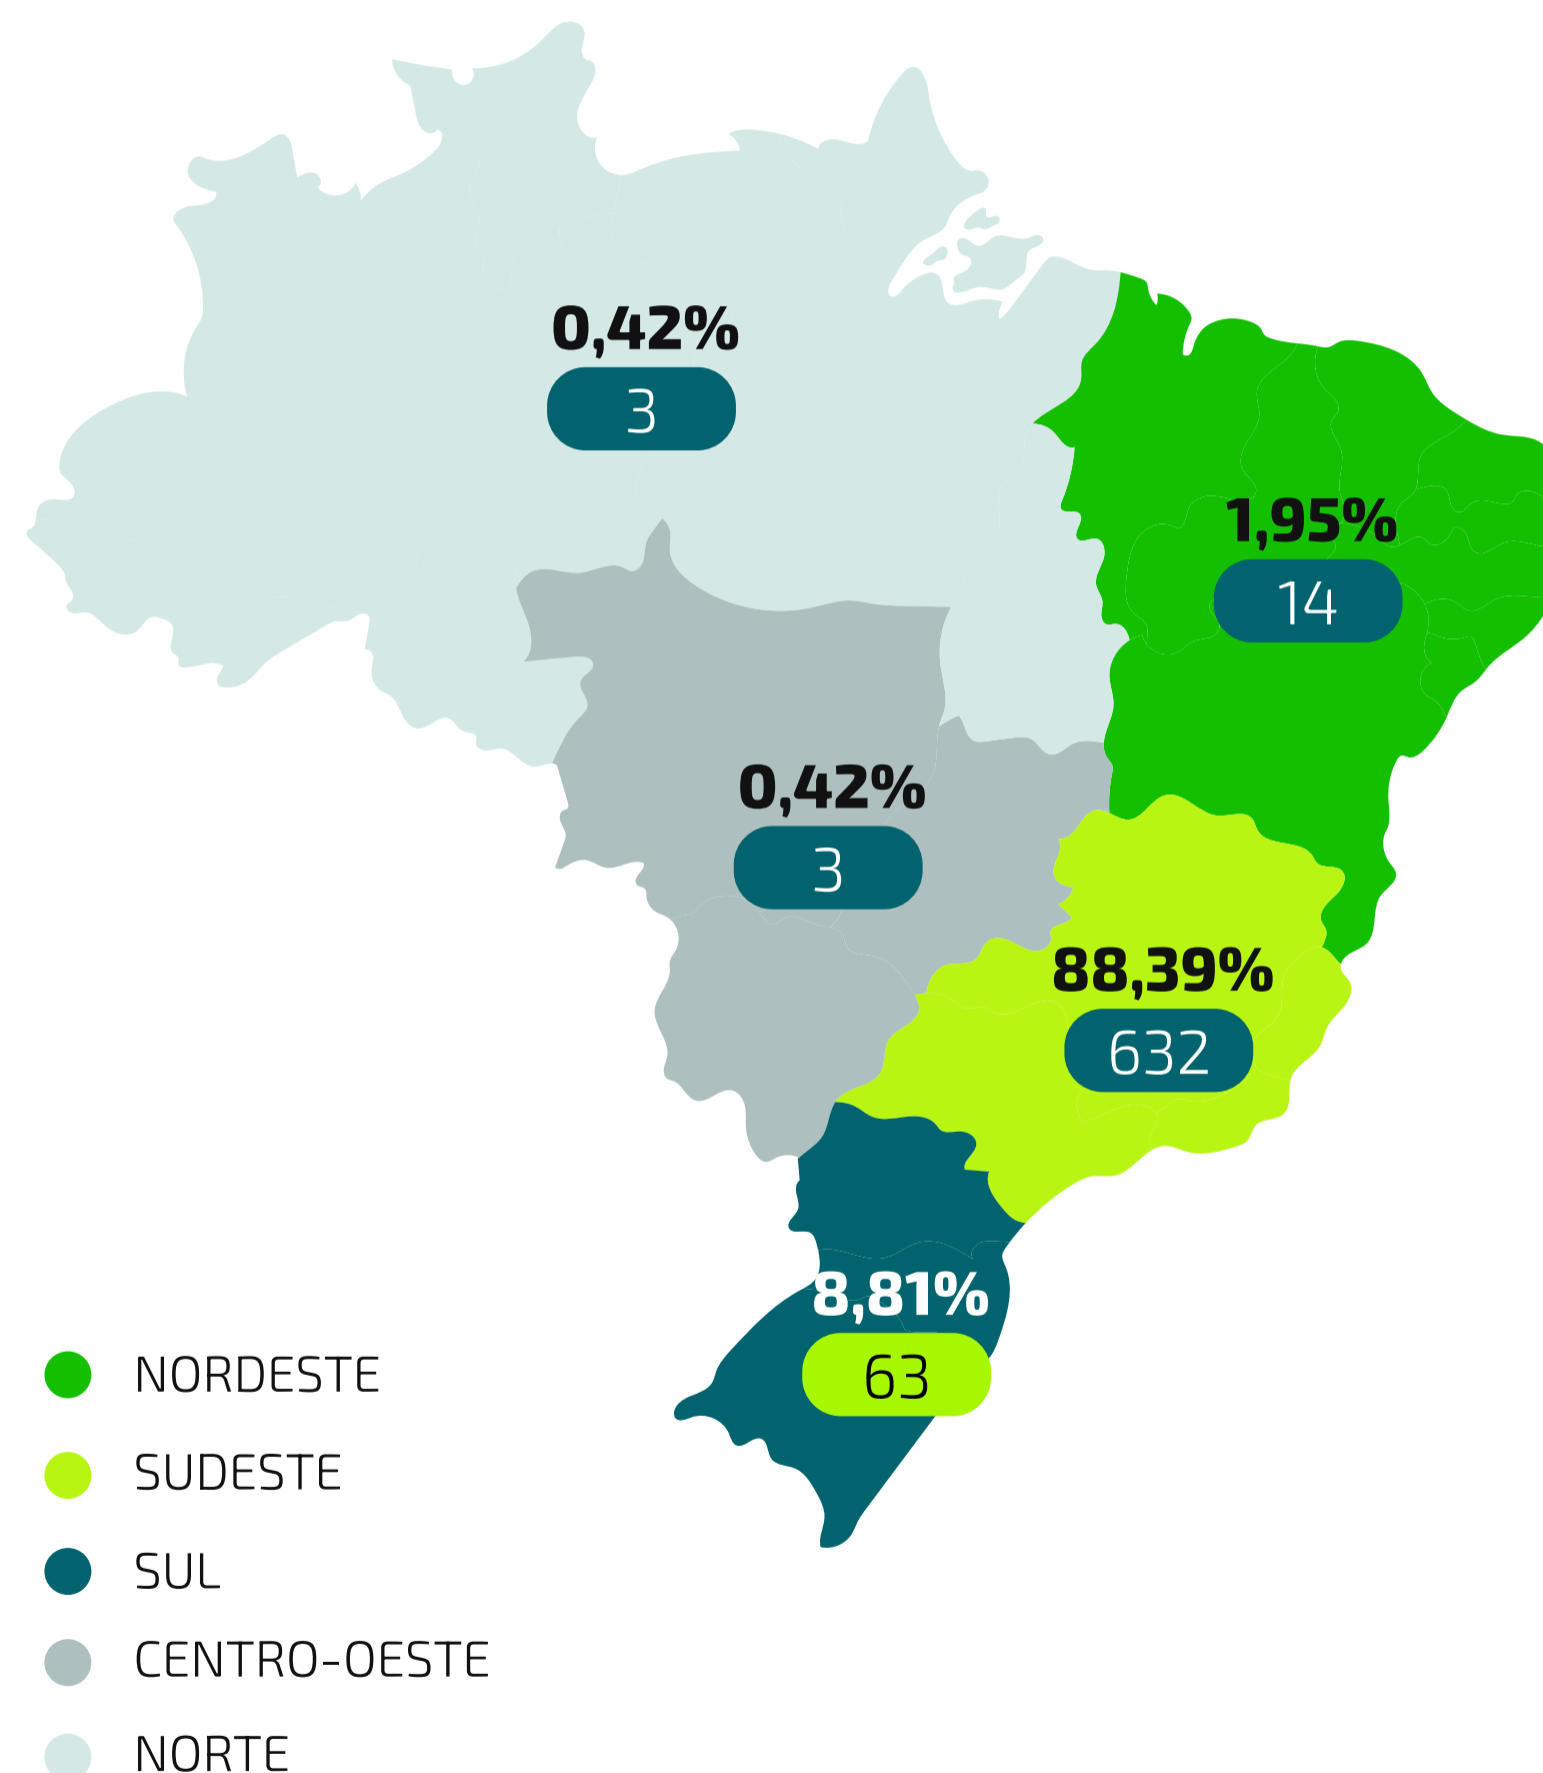 0,42%
3
1,95%
14
0,42%
3
88,39%
632
8,81%
63
NORDESTE
SUDESTE
SUL
CENTRO-OESTE
NORTE